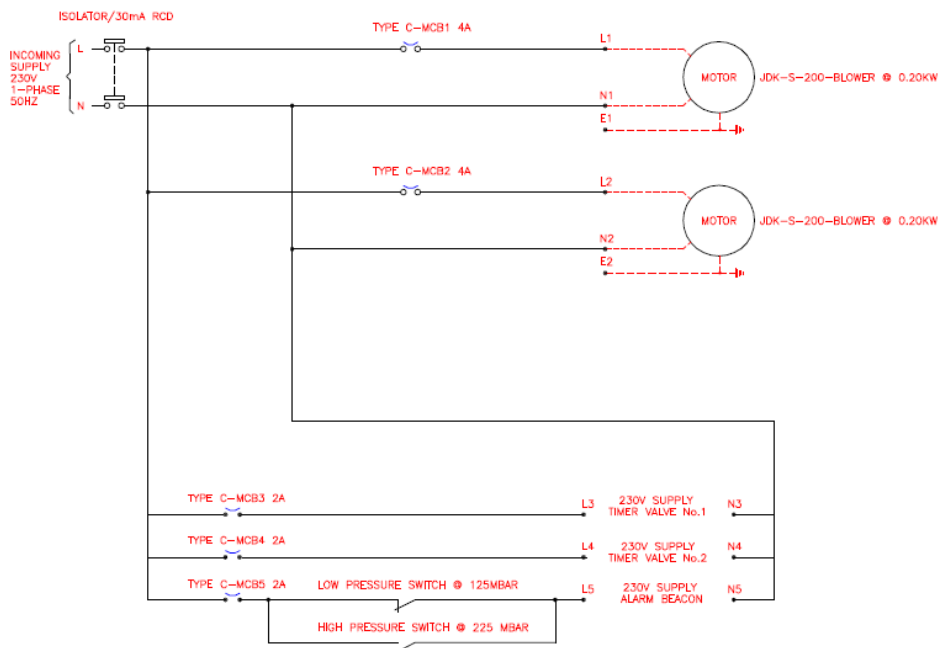 ISOLATOR/30mA RCD
INCOMING
SUPPLY
230V
1-PHASE
50HZ
L
N
TYPE C-MCB1 4A
L1
N1
E1
MOTOR
JDK-S-200-BLOWER @ 0.20KW
TYPE C-MCB2 4A
L2
N2
E2
MOTOR
JDK-S-200-BLOWER @ 0.20KW
TYPE C-MCB3 2A
L3
230V SUPPLY
TIMER VALVE No.1
N3
TYPE C-MCB4 2A
L4
230V SUPPLY
TIMER VALVE No.2
N4
TYPE C-MCB5 2A
LOW PRESSURE SWITCH @ 125MBAR
L5
230V SUPPLY
ALARM BEACON
N5
HIGH PRESSURE SWITCH @ 225 MBAR